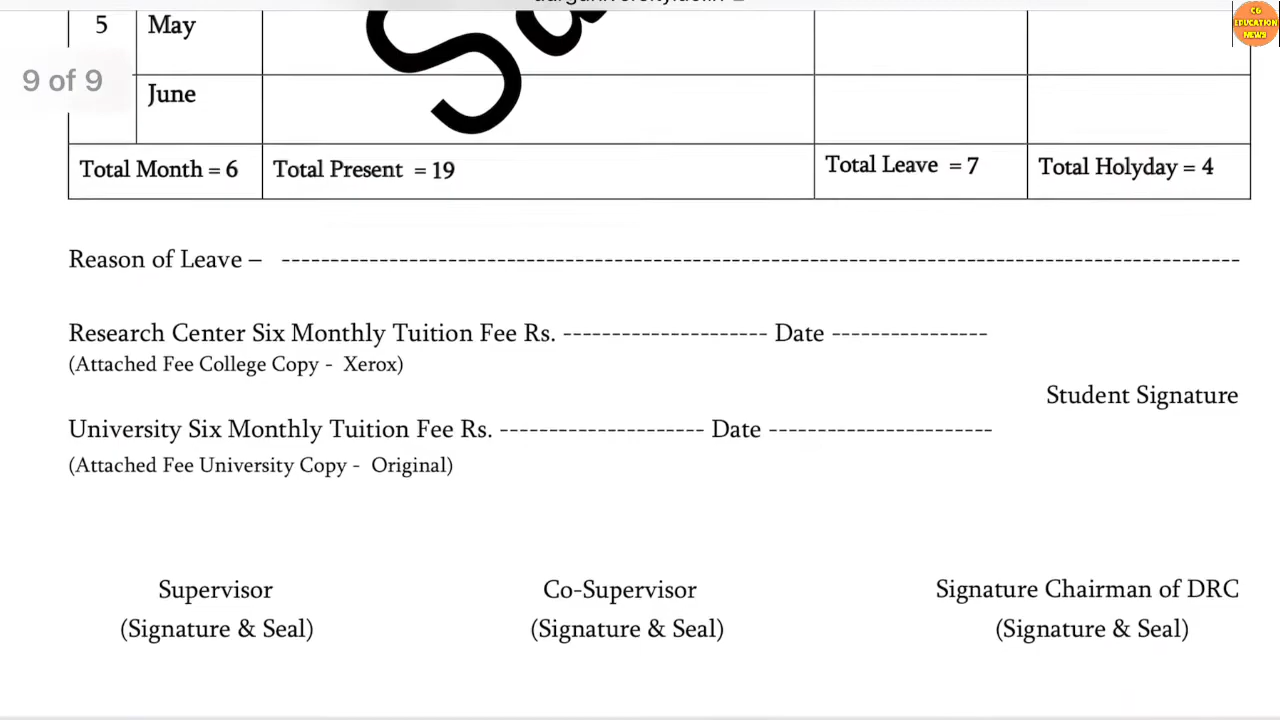 CG
EDUCATION
NEWS
9 of 9
5 May
June
Total Month = 6 Total Present = 19 Total Leave = 7 Total Holyday = 4
Reason of Leave – ------------------------------------------------------------------------------------------------
Research Center Six Monthly Tuition Fee Rs. --------------------- Date ----------------
(Attached Fee College Copy - Xerox)
Student Signature
University Six Monthly Tuition Fee Rs. --------------------- Date -----------------------
(Attached Fee University Copy - Original)
Supervisor Co-Supervisor Signature Chairman of DRC
(Signature & Seal) (Signature & Seal) (Signature & Seal)